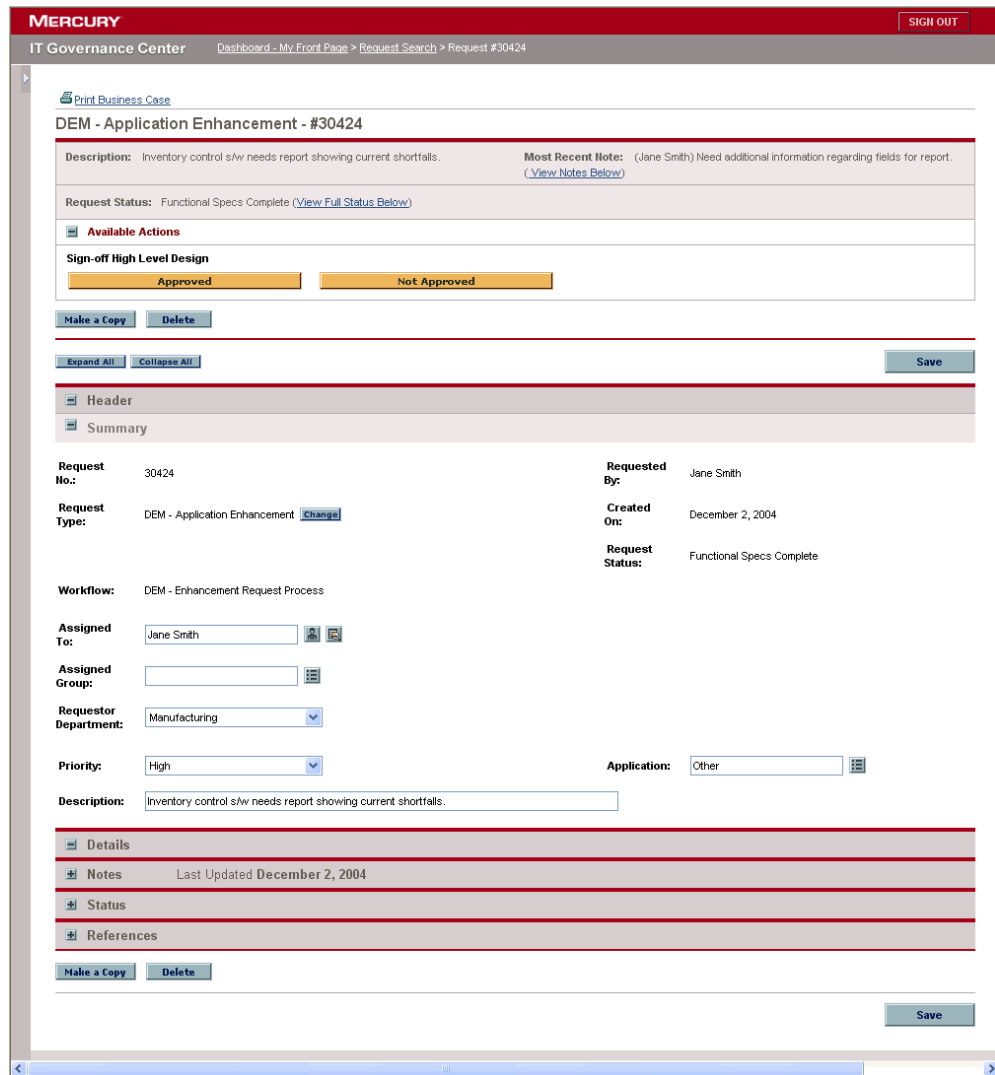 MERCURY
SIGN OUT
IT Governance Center Dashboard - My Front Page > Request Search > Request #30424
Print Business Case
DEM - Application Enhancement - #30424
Description: Inventory control s/w needs report showing current shortfalls.
Most Recent Note: (Jane Smith) Need additional information regarding fields for report.
( View Notes Below)
Request Status: Functional Specs Complete (View Full Status Below)
Available Actions
Sign-off High Level Design
Approved Not Approved
Make a Copy Delete
Expand All Collapse All Save
Header
Summary
Request No.: 30424 Requested By: Jane Smith
Request Type: DEM - Application Enhancement Change Created On: December 2, 2004
Request Status: Functional Specs Complete
Workflow: DEM - Enhancement Request Process
Assigned To: Jane Smith
Assigned Group:
Requestor Department: Manufacturing
Priority: High Application: Other
Description: Inventory control s/w needs report showing current shortfalls.
Details
Notes Last Updated December 2, 2004
Status
References
Make a Copy Delete
Save